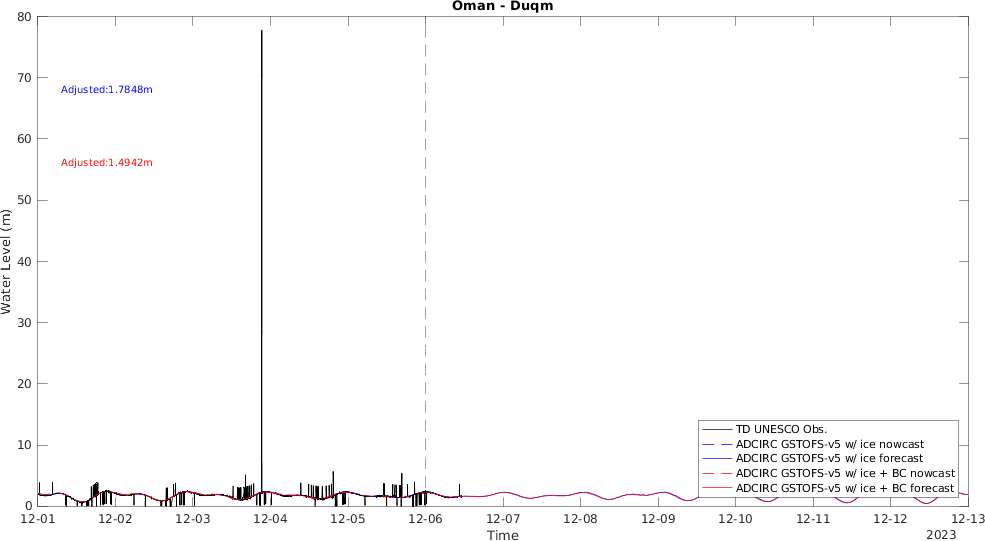 Oman - Duqm
80
70
60
50
40
30
20
10
0
Water Level (m)
Adjusted:1.7848m
Adjusted:1.4942m
TD UNESCO Obs.
ADCIRC GSTOFS-v5 w/ ice nowcast
ADCIRC GSTOFS-v5 w/ ice forecast
ADCIRC GSTOFS-v5 w/ ice + BC nowcast
ADCIRC GSTOFS-v5 w/ ice + BC forecast
12-01 12-02 12-03 12-04 12-05 12-06 12-07 12-08 12-09 12-10 12-11 12-12 12-13
Time
2023